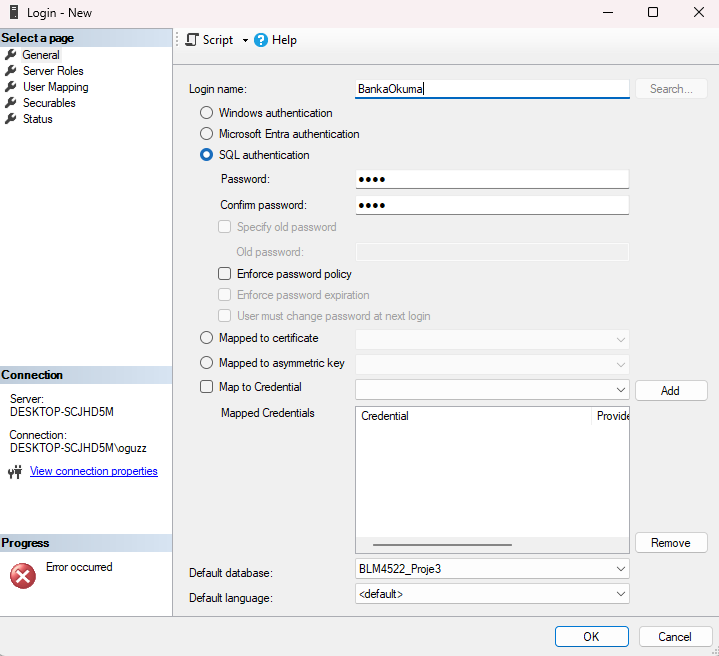 Login - New
Select a page
General
Server Roles
User Mapping
Securables
Status
Script
Help
Login name:
BankaOkuma
Search...
Windows authentication
Microsoft Entra authentication
SQL authentication
Password:
●●●●
Confirm password:
●●●●
Specify old password
Old password:
Enforce password policy
Enforce password expiration
User must change password at next login
Mapped to certificate
Mapped to asymmetric key
Map to Credential
Add
Mapped Credentials
Credential
Provide
Remove
Default database:
BLM4522_Proje3
Default language:
<default>
Connection
Server:
DESKTOP-SCJHD5M
Connection:
DESKTOP-SCJHD5M\oguzz
View connection properties
Progress
Error occurred
OK
Cancel